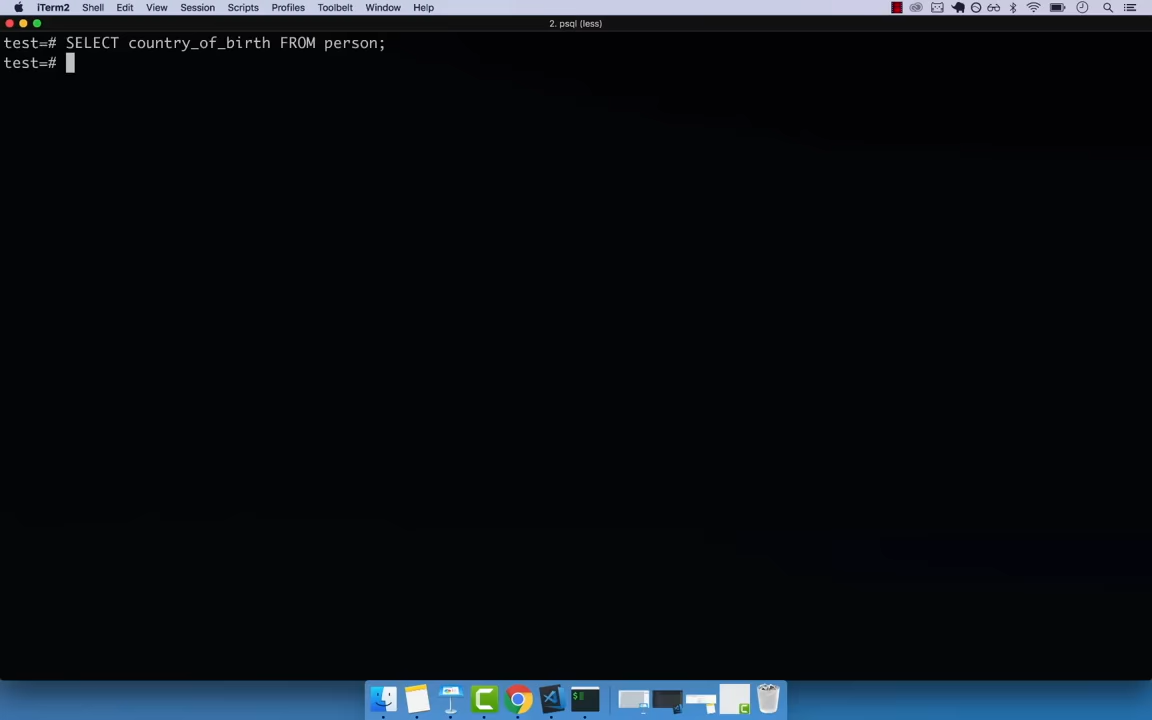 iTerm2 Shell Edit View Session Scripts Profiles Toolbelt Window Help
2. psql (less)
test=# SELECT country_of_birth FROM person;
test=#